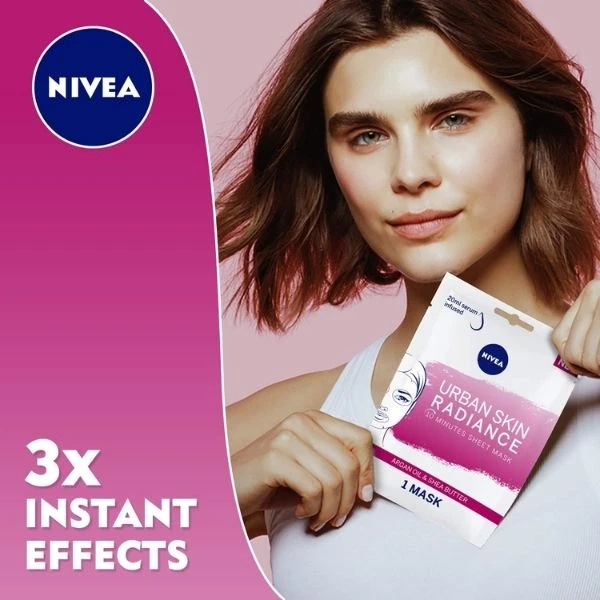 NIVEA
3x
INSTANT
EFFECTS
20ml serum
infused
NIVEA
URBAN SKIN
RADIANCE
10 MINUTES SHEET MASK
ARGAN OIL & SHEA BUTTER
1 MASK